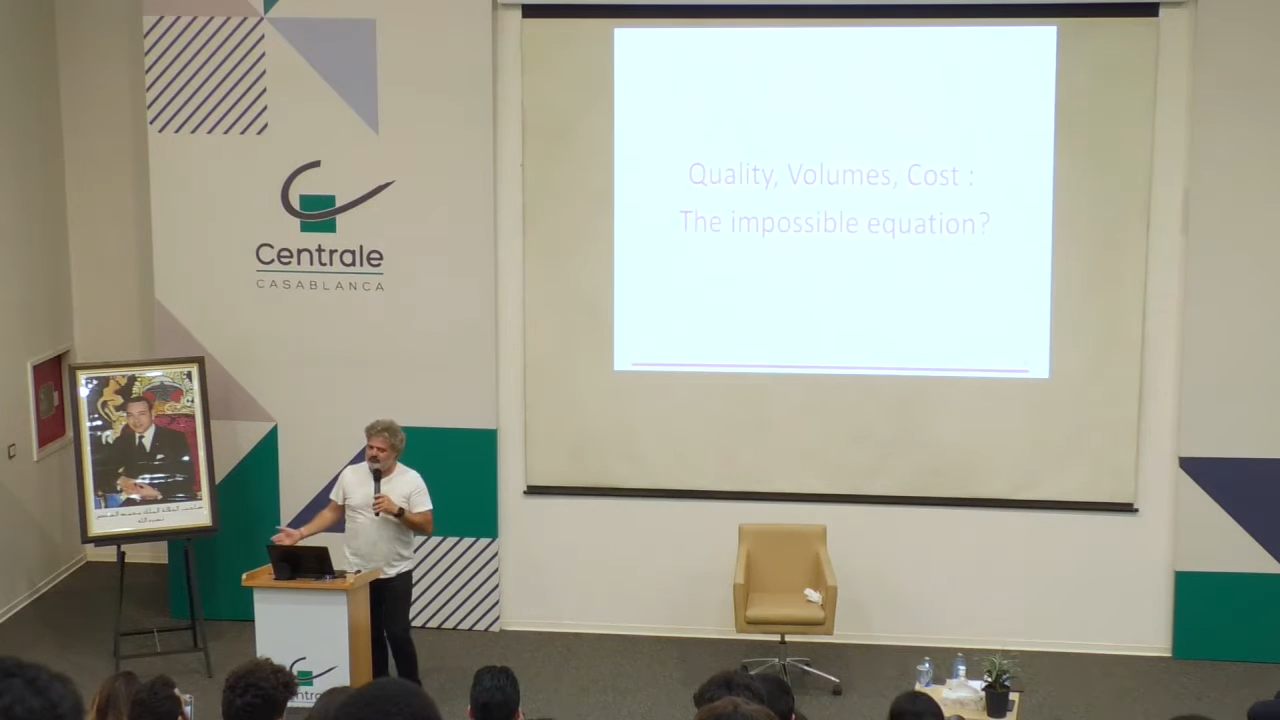 Quality, Volumes, Cost :
The impossible equation?
Centrale
CASABLANCA